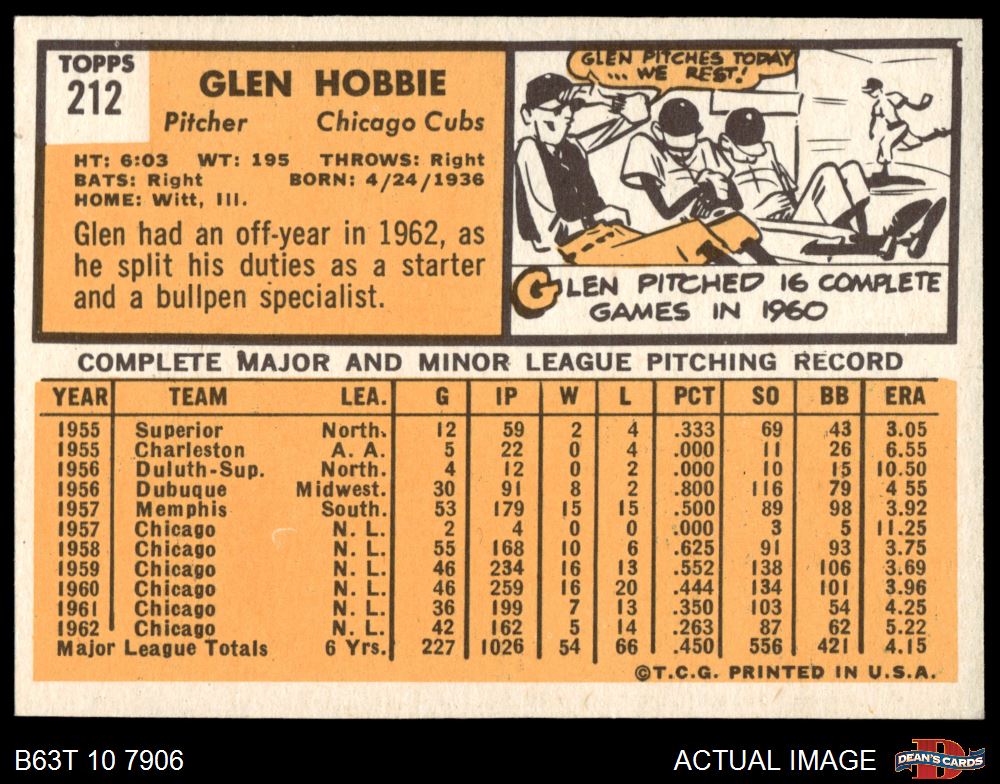 TOPPS
212
GLEN HOBBIE
Pitcher Chicago Cubs
HT: 6:03 WT: 195 THROWS: Right
BATS: Right BORN: 4/24/1936
HOME: Witt, Ill.
Glen had an off-year in 1962, as
he split his duties as a starter
and a bullpen specialist.
GLEN PITCHES TODAY
... WE REST!
GLEN PITCHED 16 COMPLETE
GAMES IN 1960
COMPLETE MAJOR AND MINOR LEAGUE PITCHING RECORD
YEAR TEAM LEA. G IP W L PCT SO BB ERA
1955 Superior North. 12 59 2 4 .333 69 43 3.05
1955 Charleston A. A. 5 22 0 4 .000 11 26 6.55
1956 Duluth-Sup. North. 4 12 0 2 .000 10 15 10.50
1956 Dubuque Midwest. 30 91 8 2 .800 116 79 4 55
1957 Memphis South. 53 179 15 15 .500 89 98 3.92
1957 Chicago N. L. 2 4 0 0 .000 3 5 11.25
1958 Chicago N. L. 55 168 10 6 .625 91 93 3.75
1959 Chicago N. L. 46 234 16 13 .552 138 106 3.69
1960 Chicago N. L. 46 259 16 20 .444 134 101 3.96
1961 Chicago N. L. 36 199 7 13 .350 103 54 4.25
1962 Chicago N. L. 42 162 5 14 .263 87 62 5.22
Major League Totals 6 Yrs. 227 1026 54 66 .450 556 421 4.15
©T.C.G. PRINTED IN U.S.A.
B63T 10 7906 ACTUAL IMAGE DEAN'S CARDS